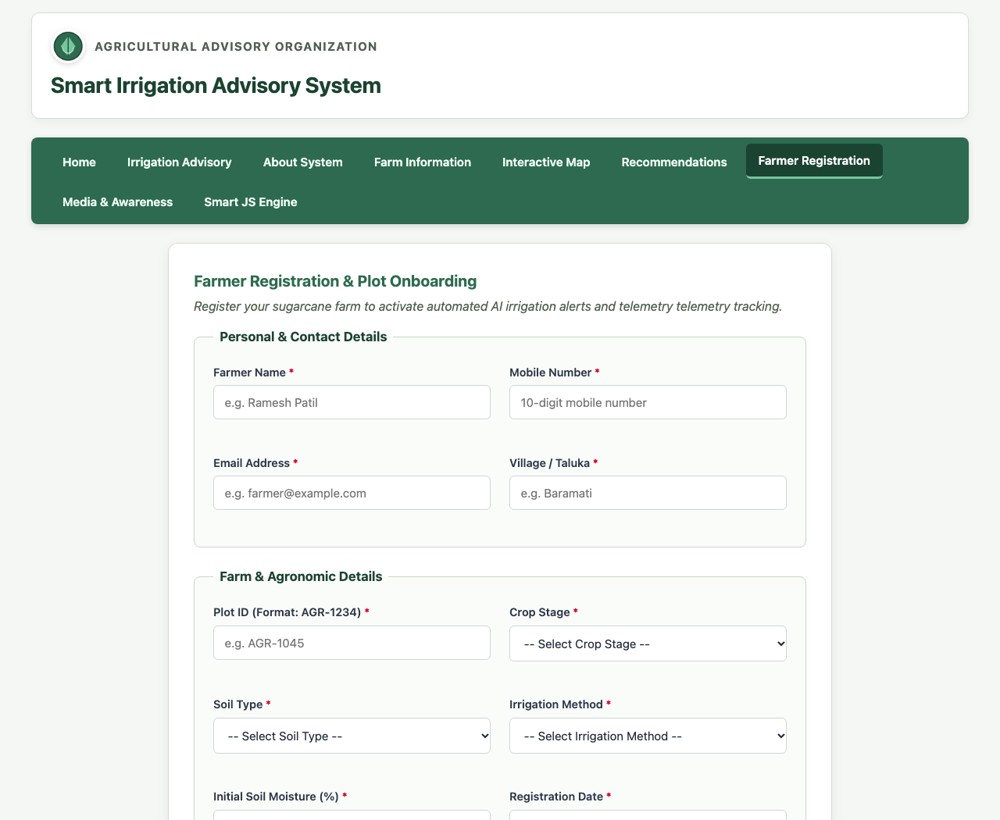 AGRICULTURAL ADVISORY ORGANIZATION
Smart Irrigation Advisory System
Home Irrigation Advisory About System Farm Information Interactive Map Recommendations Farmer Registration
Media & Awareness Smart JS Engine
Farmer Registration & Plot Onboarding
Register your sugarcane farm to activate automated AI irrigation alerts and telemetry telemetry tracking.
Personal & Contact Details
Farmer Name * Mobile Number *
e.g. Ramesh Patil 10-digit mobile number
Email Address * Village / Taluka *
e.g. farmer@example.com e.g. Baramati
Farm & Agronomic Details
Plot ID (Format: AGR-1234) * Crop Stage *
e.g. AGR-1045 -- Select Crop Stage --
Soil Type * Irrigation Method *
-- Select Soil Type -- -- Select Irrigation Method --
Initial Soil Moisture (%) * Registration Date *